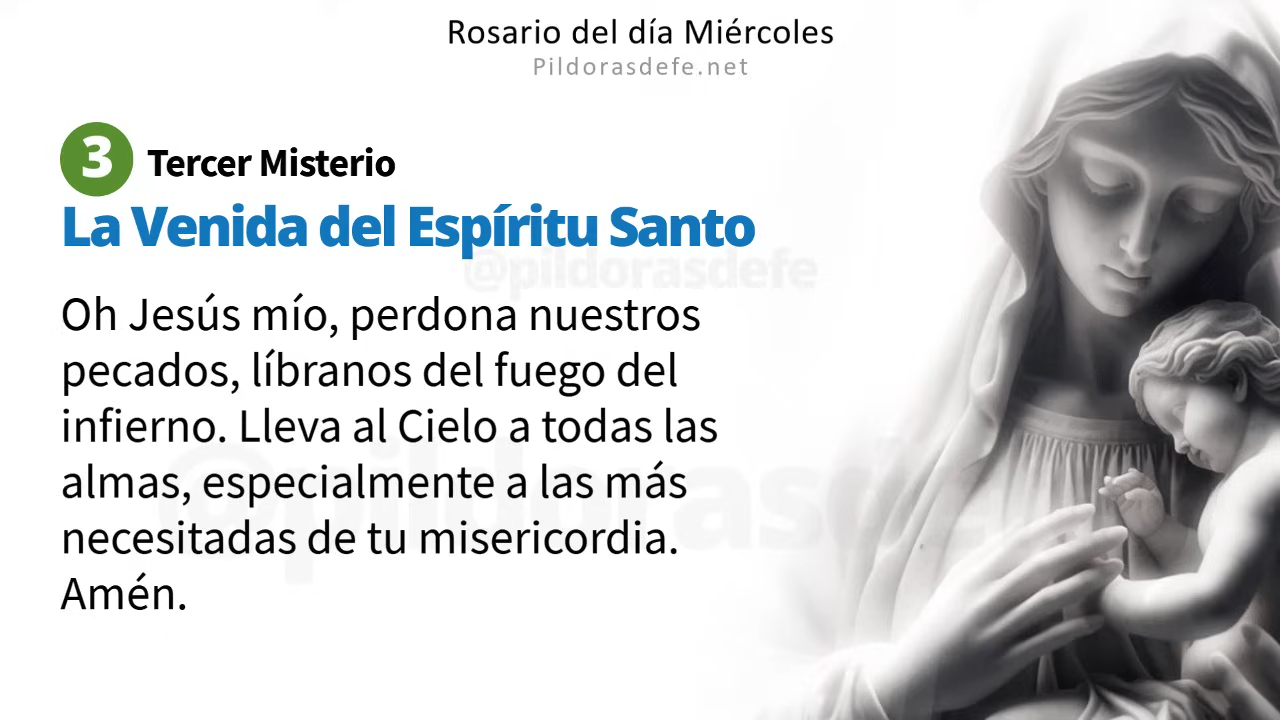 Rosario del día Miércoles
Pildorasdefe.net
3 Tercer Misterio
La Venida del Espíritu Santo
@pildorasdefe
Oh Jesús mío, perdona nuestros
pecados, líbranos del fuego del
infierno. Lleva al Cielo a todas las
almas, especialmente a las más
necesitadas de tu misericordia.
Amén.